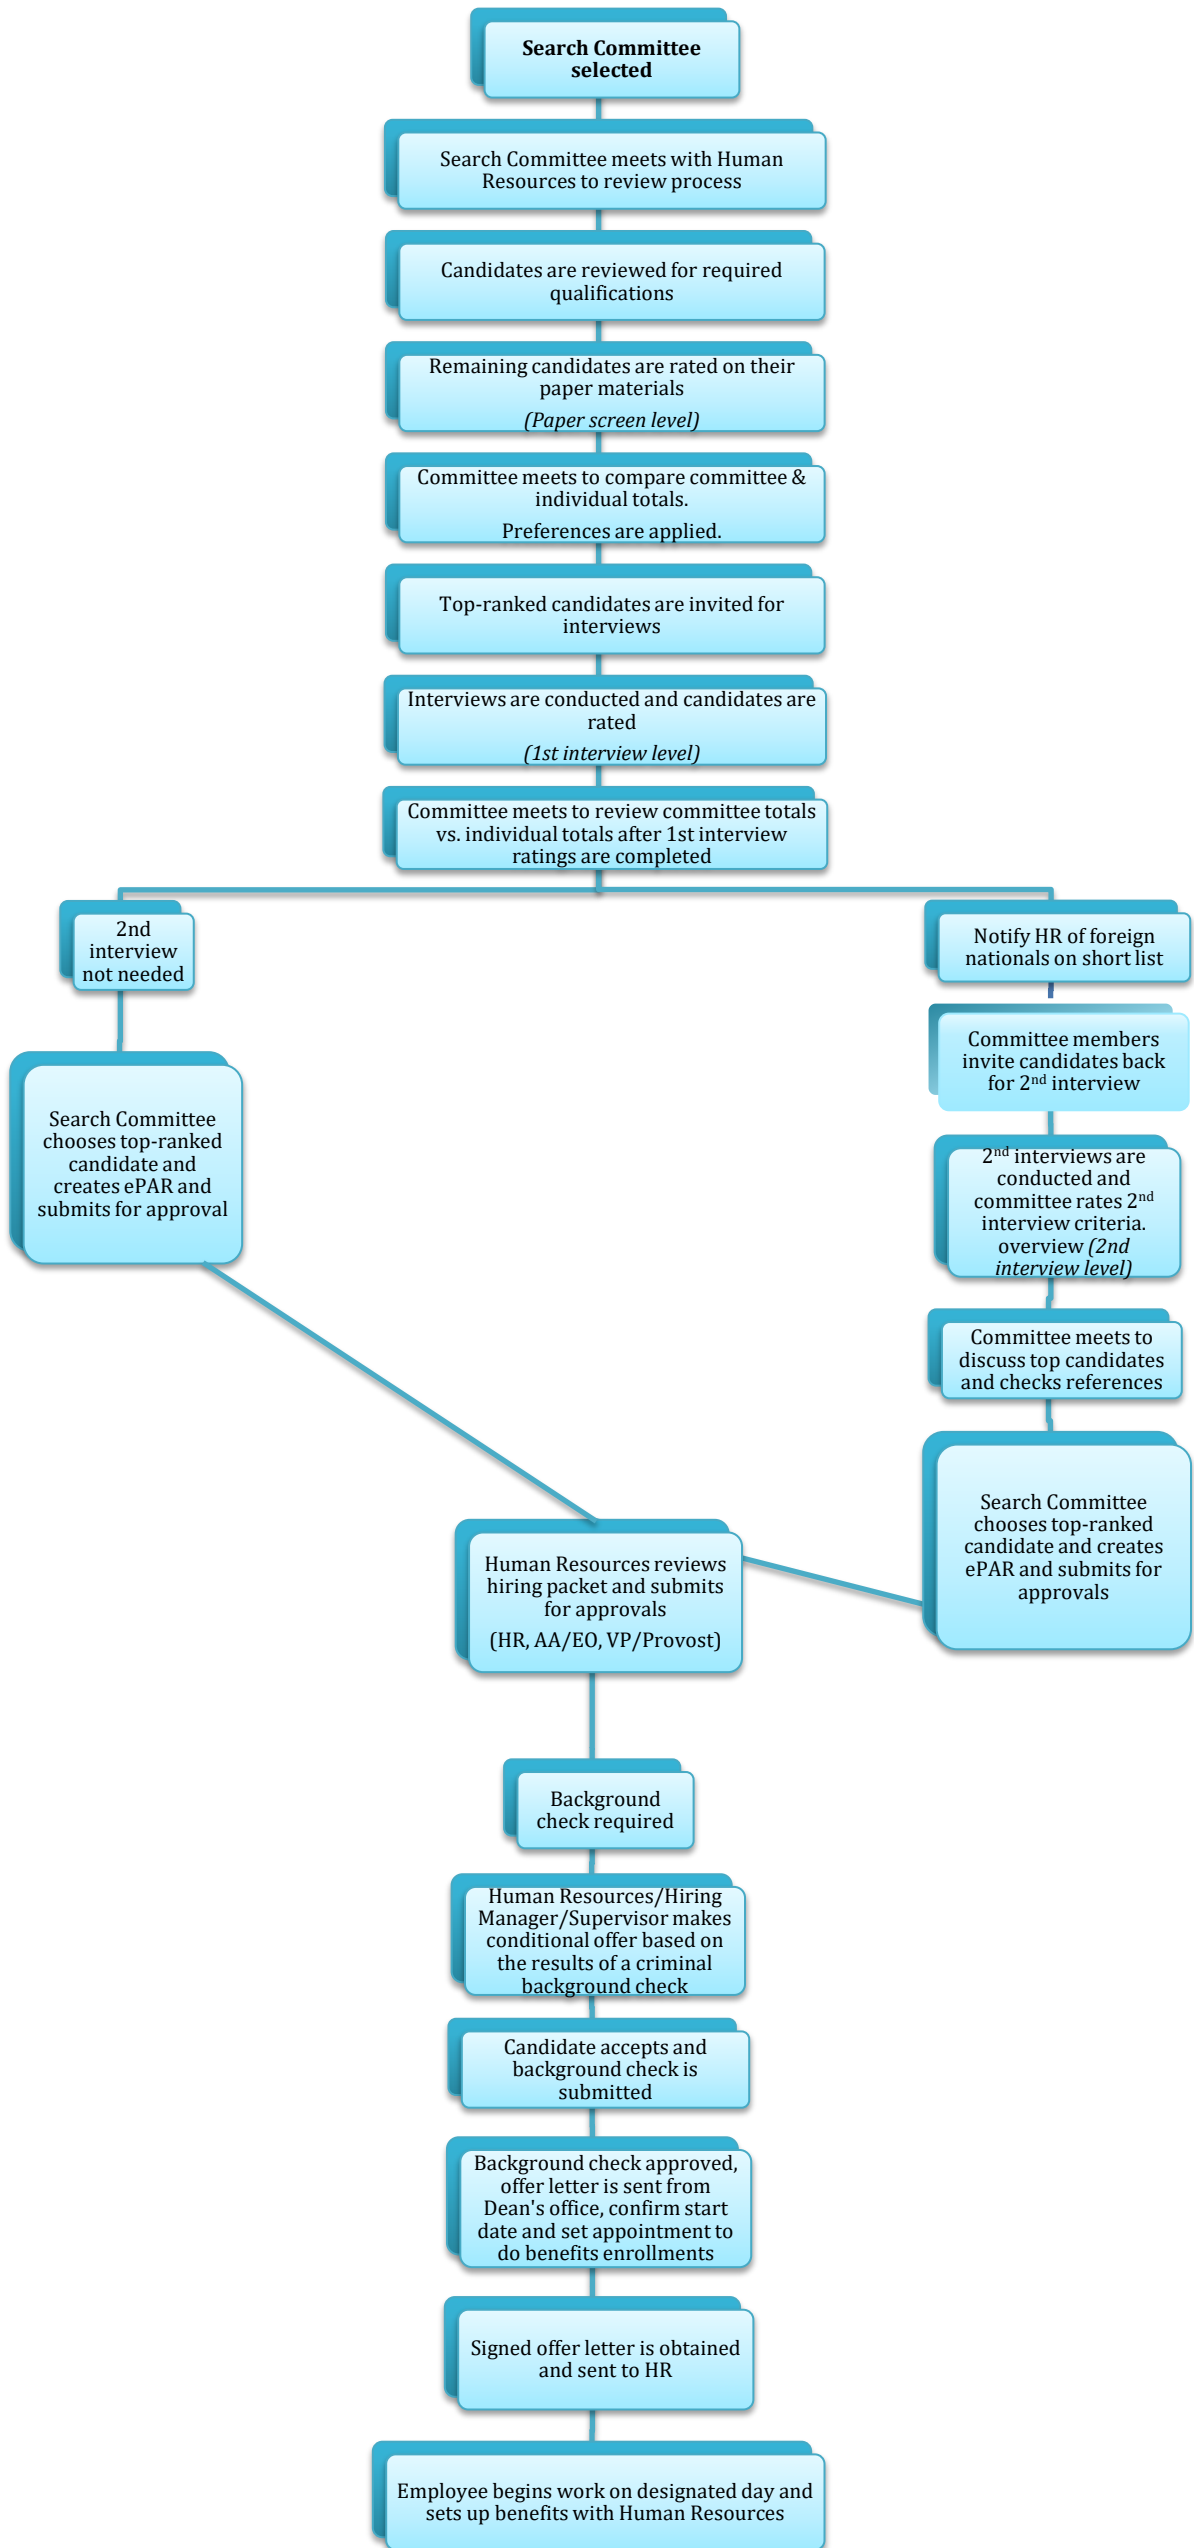 Search Committee
selected
Search Committee meets with Human
Resources to review process
Candidates are reviewed for required
qualifications
Remaining candidates are rated on their
paper materials
(Paper screen level)
Committee meets to compare committee &
individual totals.
Preferences are applied.
Top-ranked candidates are invited for
interviews
Interviews are conducted and candidates are
rated
(1st interview level)
Committee meets to review committee totals
vs. individual totals after 1st interview
ratings are completed
2nd
interview
not needed
Search Committee
chooses top-ranked
candidate and
creates ePAR and
submits for approval
Notify HR of foreign
nationals on short list
Committee members
invite candidates back
for 2nd interview
2nd interviews are
conducted and
committee rates 2nd
interview criteria.
overview (2nd
interview level)
Committee meets to
discuss top candidates
and checks references
Search Committee
chooses top-ranked
candidate and creates
ePAR and submits for
approvals
Human Resources reviews
hiring packet and submits
for approvals
(HR, AA/EO, VP/Provost)
Background
check required
Human Resources/Hiring
Manager/Supervisor makes
conditional offer based on
the results of a criminal
background check
Candidate accepts and
background check is
submitted
Background check approved,
offer letter is sent from
Dean's office, confirm start
date and set appointment to
do benefits enrollments
Signed offer letter is obtained
and sent to HR
Employee begins work on designated day and
sets up benefits with Human Resources